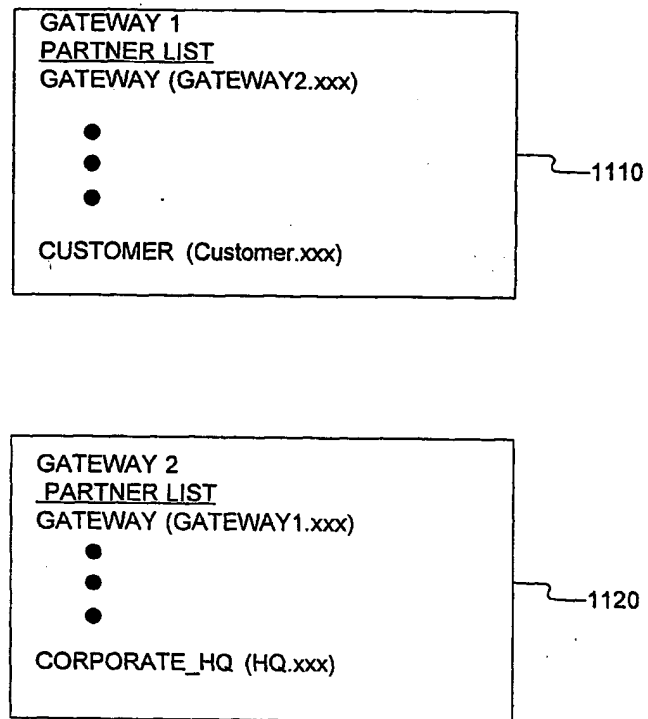 GATEWAY 1
PARTNER LIST
GATEWAY (GATEWAY2.xxx)
CUSTOMER (Customer.xxx)
1110
GATEWAY 2
PARTNER LIST
GATEWAY (GATEWAY1.xxx)
CORPORATE_HQ (HQ.xxx)
1120